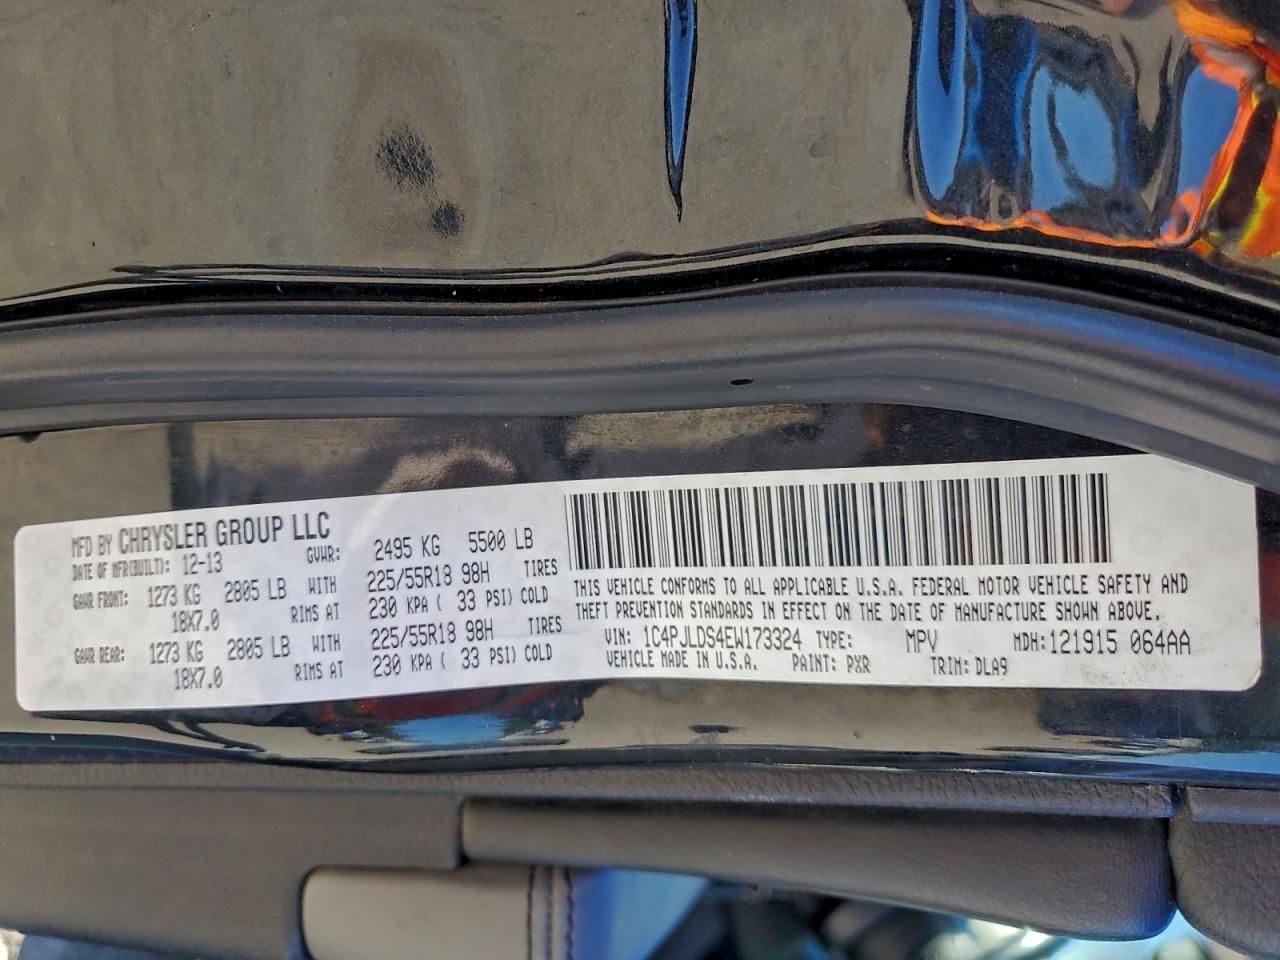 MFD BY CHRYSLER GROUP LLC
DATE OF MFR(BUILT): 12-13 GVWR: 2495 KG 5500 LB
GAWR FRONT: 1273 KG 2805 LB WITH 225/55R18 98H TIRES
18X7.0 RIMS AT 230 KPA ( 33 PSI) COLD
GAWR REAR: 1273 KG 2805 LB WITH 225/55R18 98H TIRES
18X7.0 RIMS AT 230 KPA ( 33 PSI) COLD
THIS VEHICLE CONFORMS TO ALL APPLICABLE U.S.A. FEDERAL MOTOR VEHICLE SAFETY AND
THEFT PREVENTION STANDARDS IN EFFECT ON THE DATE OF MANUFACTURE SHOWN ABOVE.
VIN: 1C4PJLDS4EW173324 TYPE: MPV MDH:121915 064AA
VEHICLE MADE IN U.S.A. PAINT: PXR TRIM: DLA9